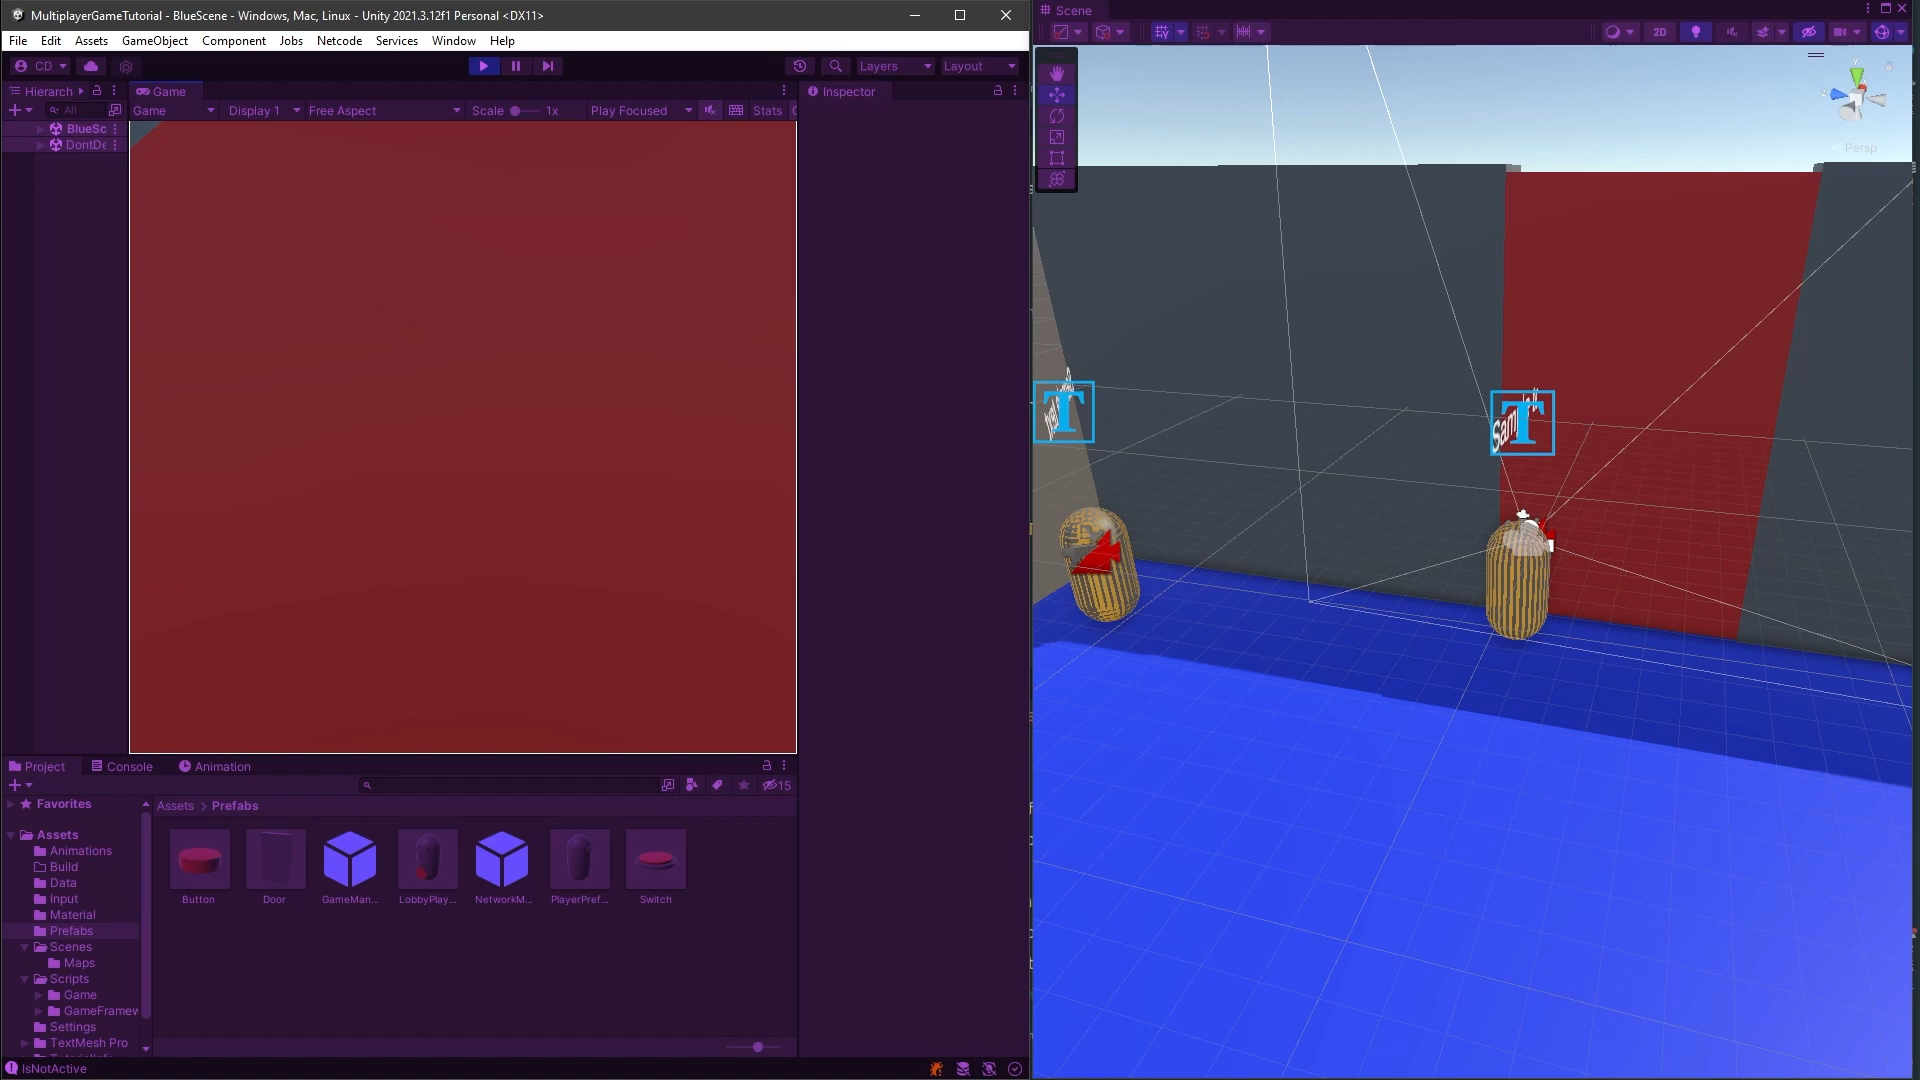 MultiplayerGameTutorial - BlueScene - Windows, Mac, Linux - Unity 2021.3.12f1 Personal <DX11>
File Edit Assets GameObject Component Jobs Netcode Services Window Help
CD
Layers
Layout
Hierarch
All
BlueSc
DontDe
Game
Game
Display 1
Free Aspect
Scale
1x
Play Focused
Stats
Inspector
Scene
2D
y
Persp
T
T
Project
Console
Animation
15
Favorites
Assets
Animations
Build
Data
Input
Material
Prefabs
Scenes
Maps
Scripts
Game
GameFramew
Settings
TextMesh Pro
Assets > Prefabs
Button
Door
GameMan...
LobbyPlay...
NetworkM...
PlayerPref...
Switch
IsNotActive